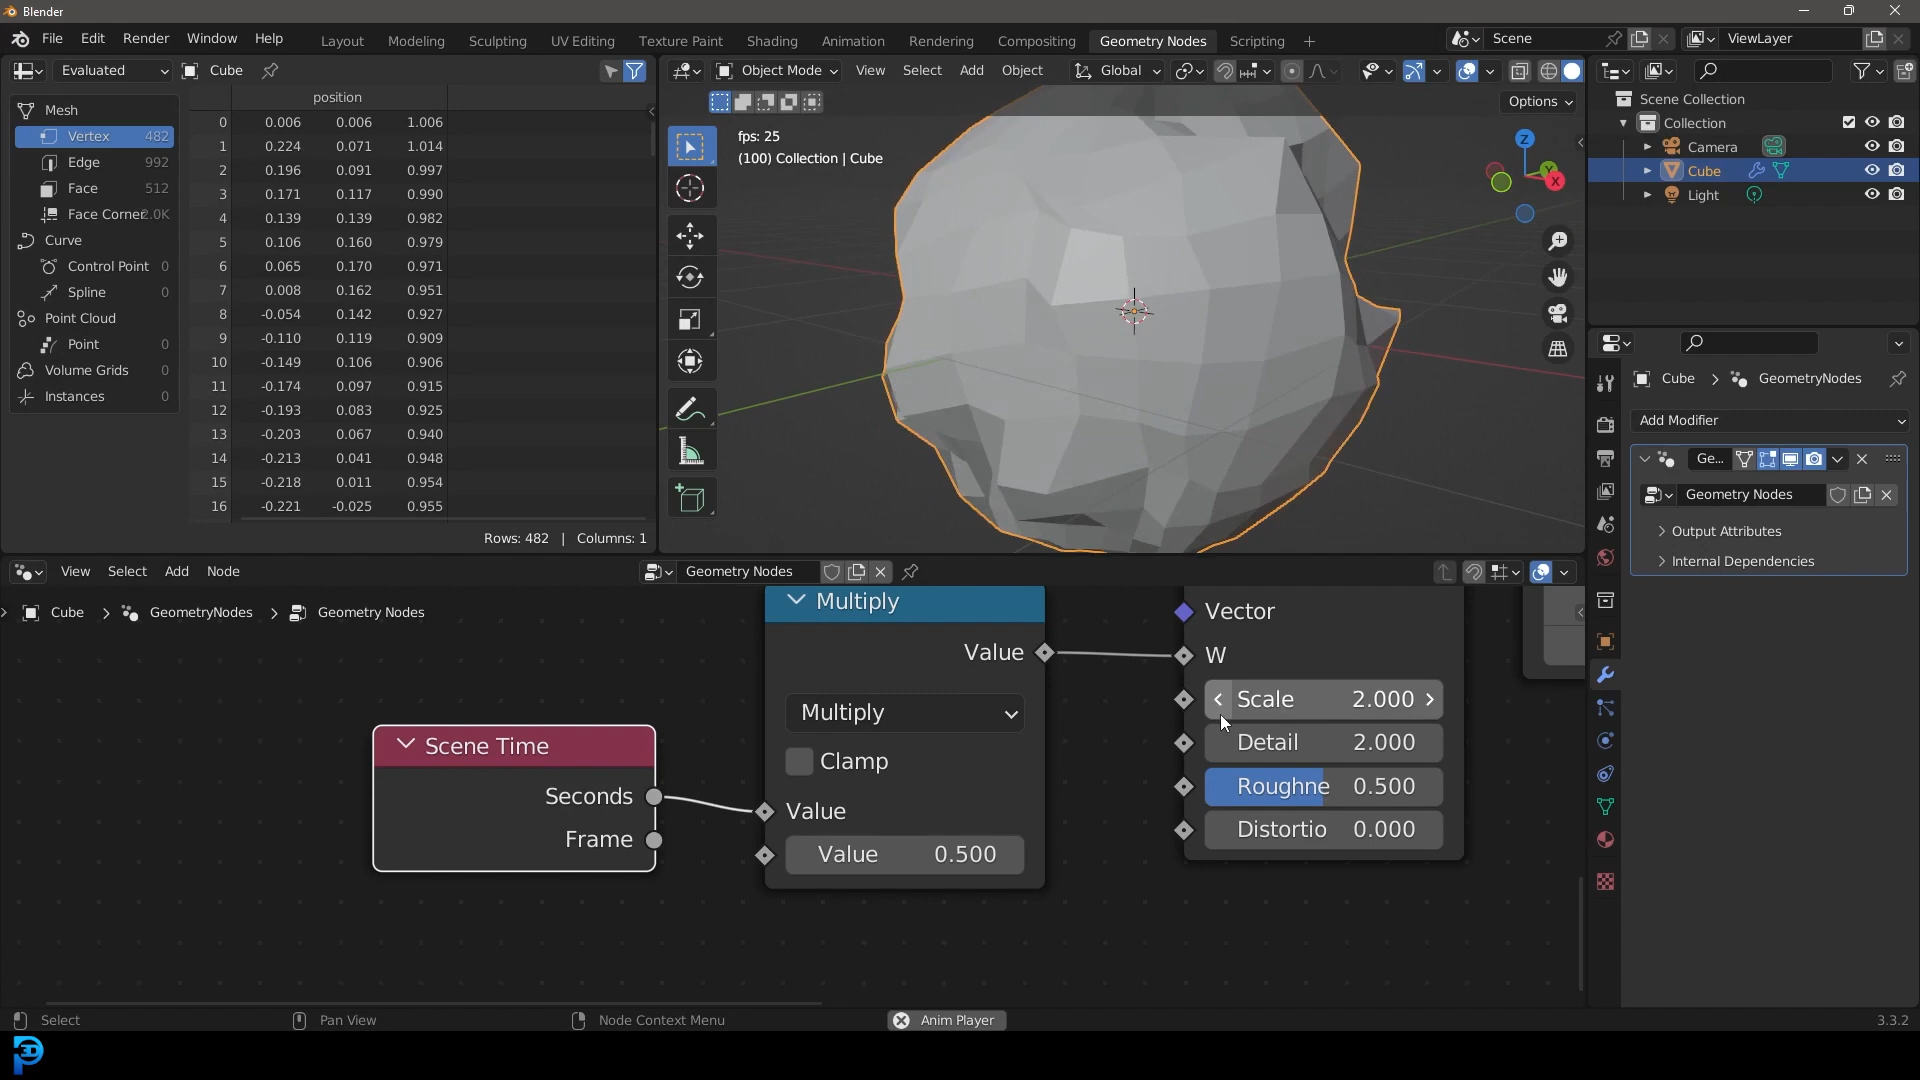 Blender
File Edit Render Window Help
Layout Modeling Sculpting UV Editing Texture Paint Shading Animation Rendering Compositing Geometry Nodes Scripting +
Scene
ViewLayer
Evaluated
Cube
position
Mesh
Vertex 482
Edge 992
Face 512
Face Corner 2.0K
Curve
Control Point 0
Spline 0
Point Cloud
Point 0
Volume Grids 0
Instances 0
0 0.006 0.006 1.006
1 0.224 0.071 1.014
2 0.196 0.091 0.997
3 0.171 0.117 0.990
4 0.139 0.139 0.982
5 0.106 0.160 0.979
6 0.065 0.170 0.971
7 0.008 0.162 0.951
8 -0.054 0.142 0.927
9 -0.110 0.119 0.909
10 -0.149 0.106 0.906
11 -0.174 0.097 0.915
12 -0.193 0.083 0.925
13 -0.203 0.067 0.940
14 -0.213 0.041 0.948
15 -0.218 0.011 0.954
16 -0.221 -0.025 0.955
Rows: 482 | Columns: 1
Object Mode View Select Add Object Global
Options
fps: 25
(100) Collection | Cube
Z
Y
X
Scene Collection
Collection
Camera
Cube
Light
Cube > GeometryNodes
Add Modifier
Ge...
Geometry Nodes
Output Attributes
Internal Dependencies
View Select Add Node
Geometry Nodes
Cube > GeometryNodes > Geometry Nodes
Scene Time
Seconds
Frame
Multiply
Value
Multiply
Clamp
Value
Value 0.500
Vector
W
Scale 2.000
Detail 2.000
Roughne 0.500
Distortio 0.000
Select
Pan View
Node Context Menu
Anim Player
3.3.2
3D